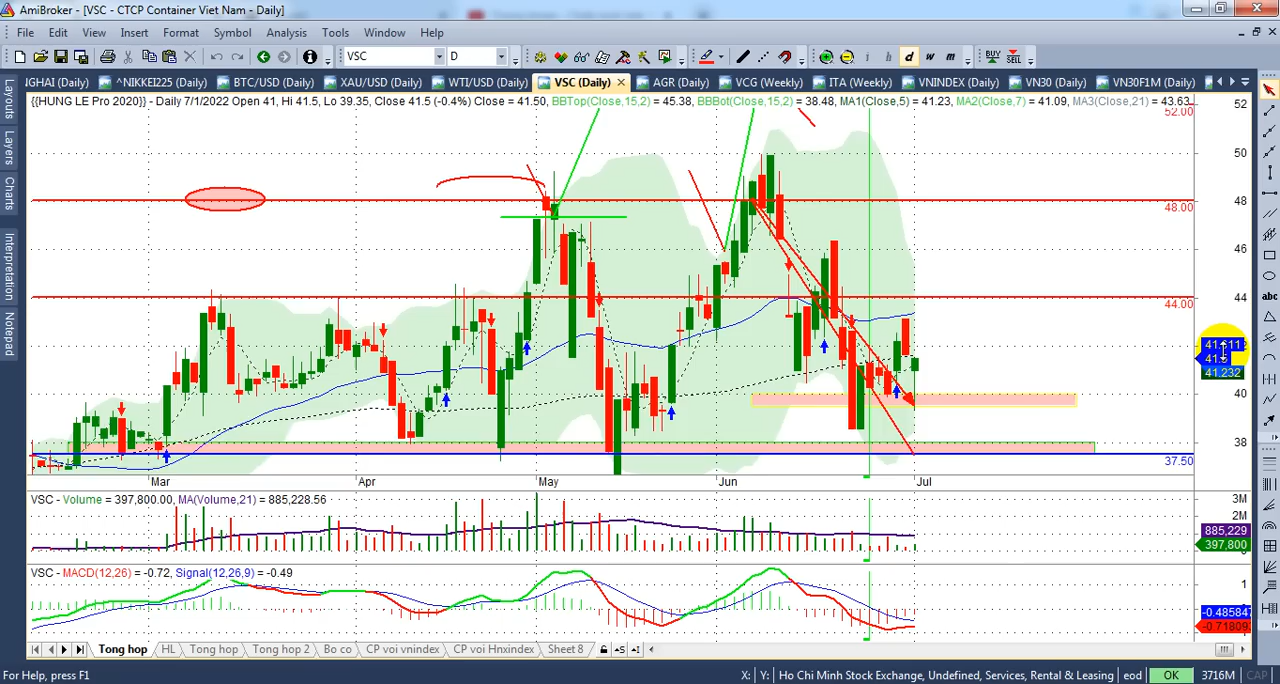 AmiBroker - [VSC - CTCP Container Viet Nam - Daily]
File Edit View Insert Format Symbol Analysis Tools Window Help
VSC D d w m BUY SELL
IGHAI (Daily) ^NIKKEI225 (Daily) BTC/USD (Daily) XAU/USD (Daily) WTI/USD (Daily) VSC (Daily) AGR (Daily) VCG (Weekly) ITA (Weekly) VNINDEX (Daily) VN30 (Daily) VN30F1M (Daily)
Layouts
Layers
Charts
Interpretation
Notepad
{{HUNG LE Pro 2020}} - Daily 7/1/2022 Open 41, Hi 41.5, Lo 39.35, Close 41.5 (-0.4%) Close = 41.50, BBTop(Close,15,2) = 45.38, BBBot(Close,15,2) = 38.48, MA1(Close,5) = 41.23, MA2(Close,7) = 41.09, MA3(Close,21) = 43.63,
52
52.00
50
48
48.00
46
44
44.00
41.232
40
38
37.50
abc
Mar Apr May Jun Jul
VSC - Volume = 397,800.00, MA(Volume,21) = 885,228.56
3M
2M
885,229
397,800
VSC - MACD(12,26) = -0.72, Signal(12,26,9) = -0.49
1
-0.485847
-0.71809
Tong hop HL Tong hop Tong hop 2 Bo co CP voi vnindex CP voi Hnxindex Sheet 8
For Help, press F1 X: Y: Ho Chi Minh Stock Exchange, Undefined, Services, Rental & Leasing eod OK 3716M CAP